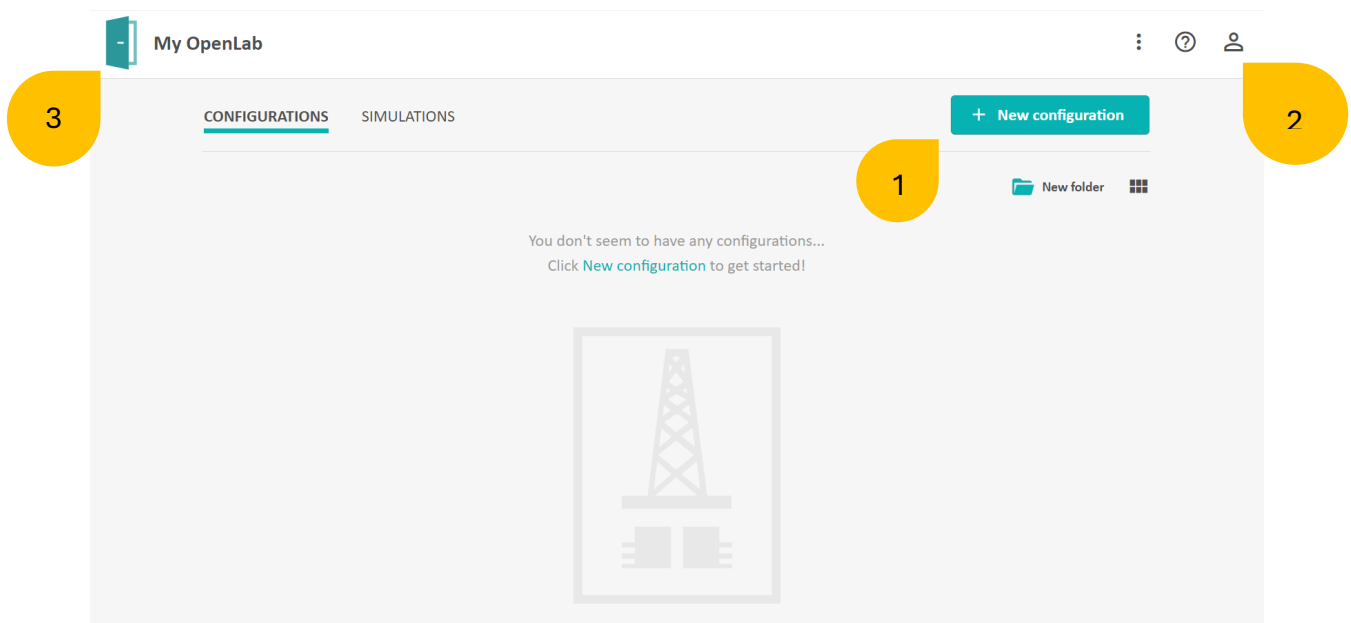 My OpenLab
3
CONFIGURATIONS
SIMULATIONS
+ New configuration
2
1
New folder
You don't seem to have any configurations...
Click New configuration to get started!